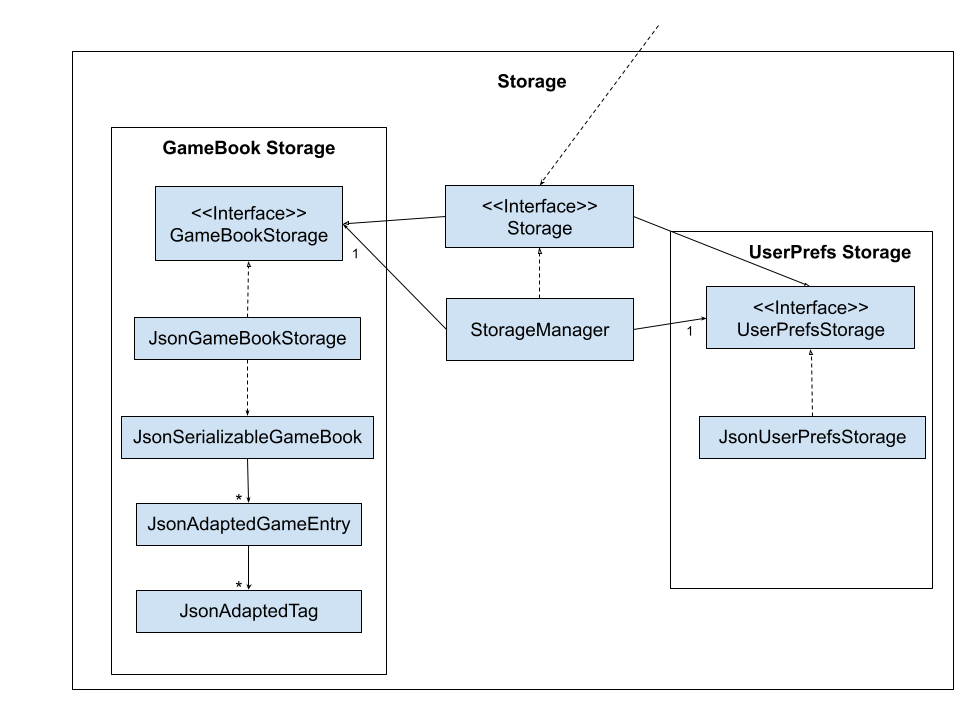 Storage
GameBook Storage
<<Interface>>
GameBookStorage
1
JsonGameBookStorage
JsonSerializableGameBook
*
JsonAdaptedGameEntry
*
JsonAdaptedTag
<<Interface>>
Storage
StorageManager
UserPrefs Storage
<<Interface>>
UserPrefsStorage
1
JsonUserPrefsStorage